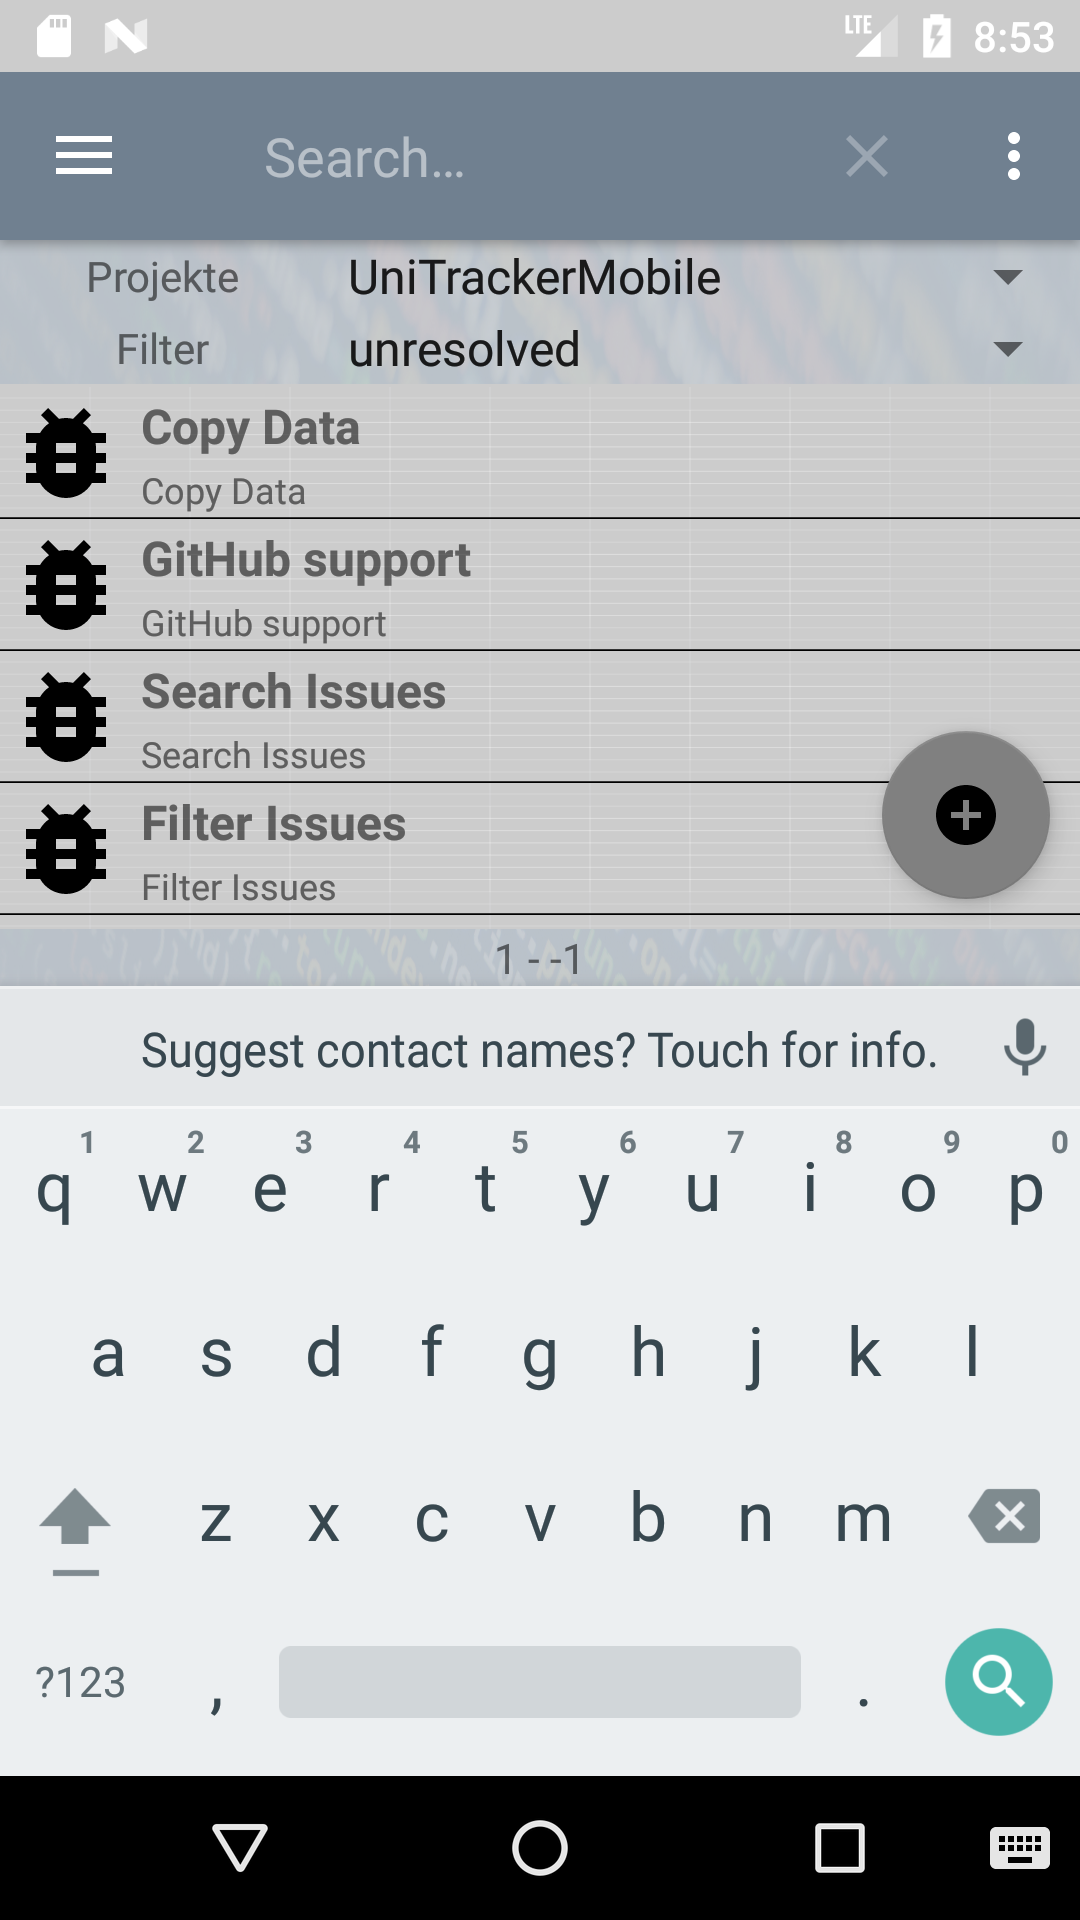 LTE 8:53
Search...
Projekte UniTrackerMobile
Filter unresolved
Copy Data
Copy Data
GitHub support
GitHub support
Search Issues
Search Issues
Filter Issues
Filter Issues
1 - -1
Suggest contact names? Touch for info.
1 2 3 4 5 6 7 8 9 0
q w e r t y u i o p
a s d f g h j k l
z x c v b n m
?123 , .